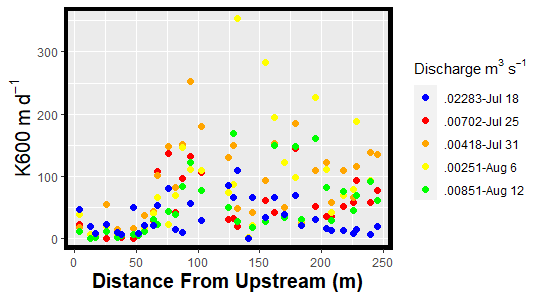 Discharge m³ s⁻¹
.02283-Jul 18
.00702-Jul 25
.00418-Jul 31
.00251-Aug 6
.00851-Aug 12
K600 m d⁻¹
300
200
100
0
0 50 100 150 200 250
Distance From Upstream (m)